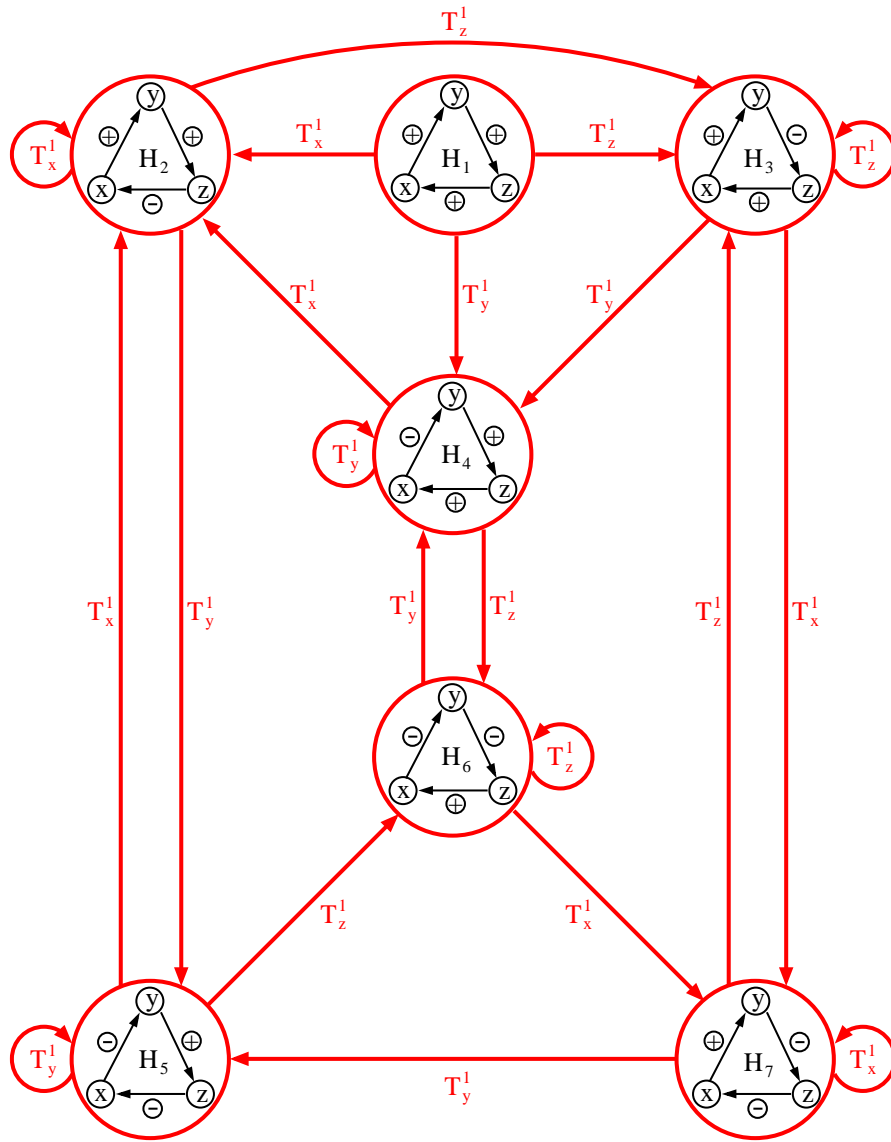 T_z^1
y
⊕ ⊕
H_2
x z
⊖
T_x^1
T_x^1
y
⊕ ⊕
H_1
x z
⊕
T_z^1
y
⊕ ⊖
H_3
x z
⊕
T_z^1
T_x^1
T_y^1
T_y^1
y
⊖ ⊕
H_4
x z
⊕
T_y^1
T_x^1
T_y^1
T_y^1
T_z^1
T_z^1
T_x^1
y
⊖ ⊖
H_6
x z
⊕
T_z^1
T_z^1
T_x^1
y
⊖ ⊕
H_5
x z
⊖
T_y^1
T_y^1
y
⊕ ⊖
H_7
x z
⊖
T_x^1